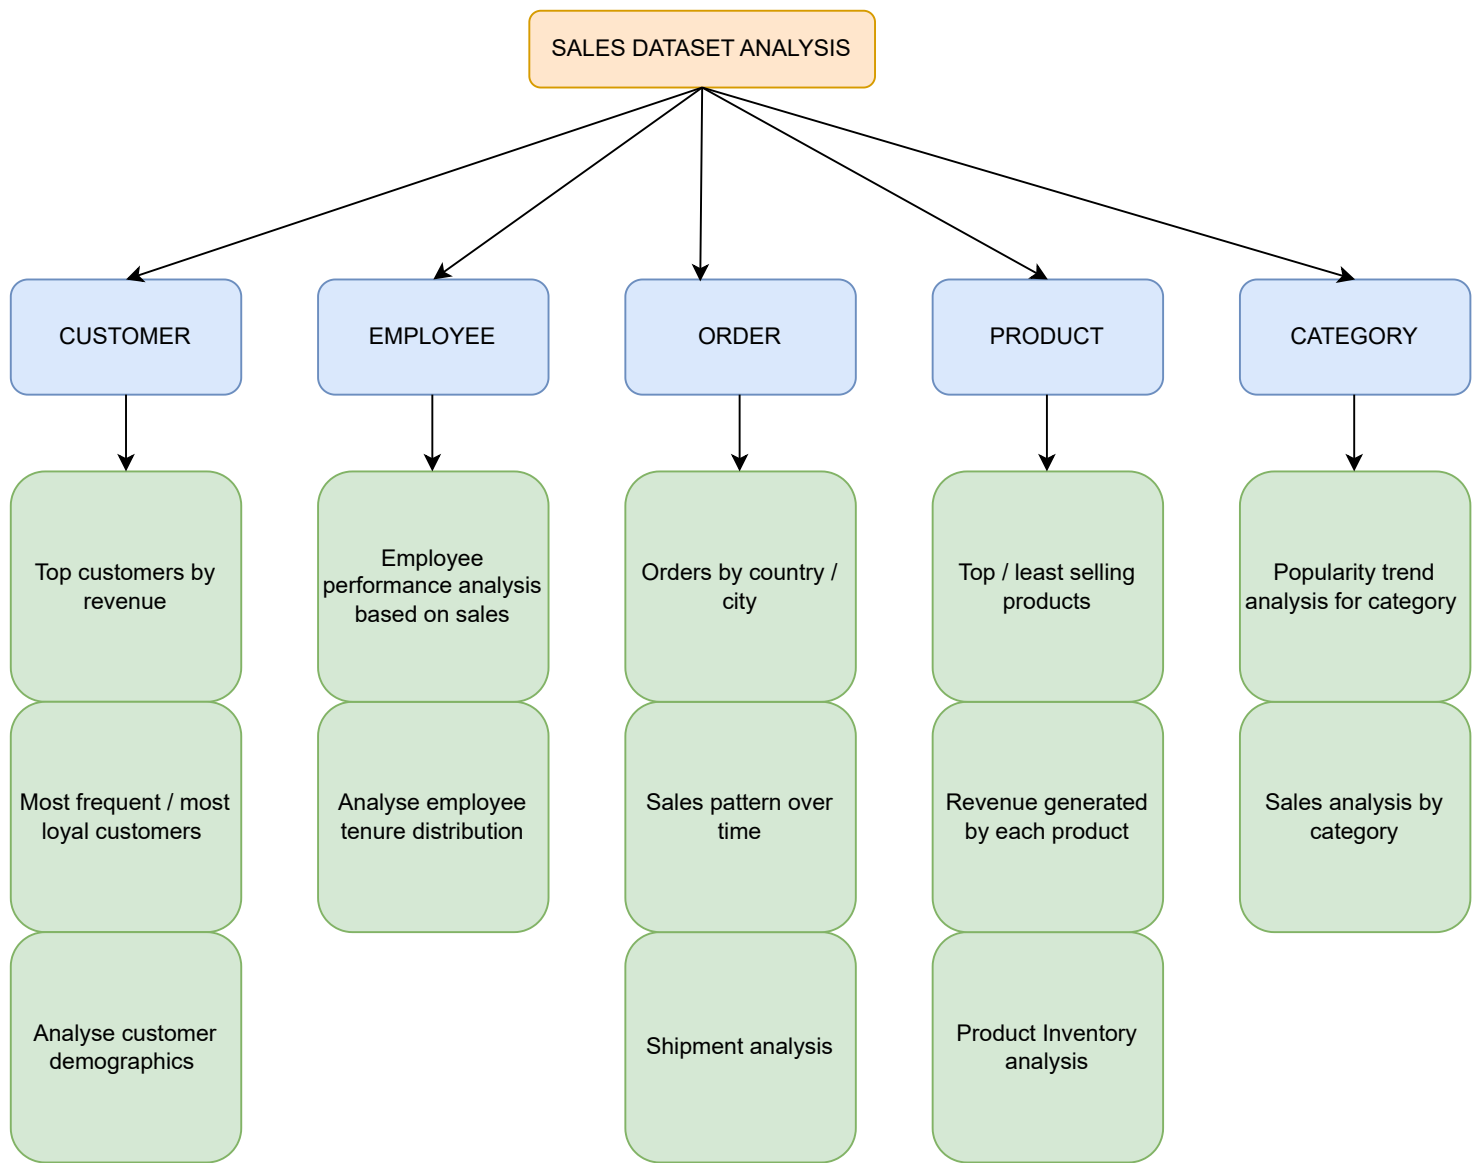 SALES DATASET ANALYSIS
CUSTOMER
EMPLOYEE
ORDER
PRODUCT
CATEGORY
Top customers by
revenue
Employee
performance analysis
based on sales
Orders by country /
city
Top / least selling
products
Popularity trend
analysis for category
Most frequent / most
loyal customers
Analyse employee
tenure distribution
Sales pattern over
time
Revenue generated
by each product
Sales analysis by
category
Analyse customer
demographics
Shipment analysis
Product Inventory
analysis